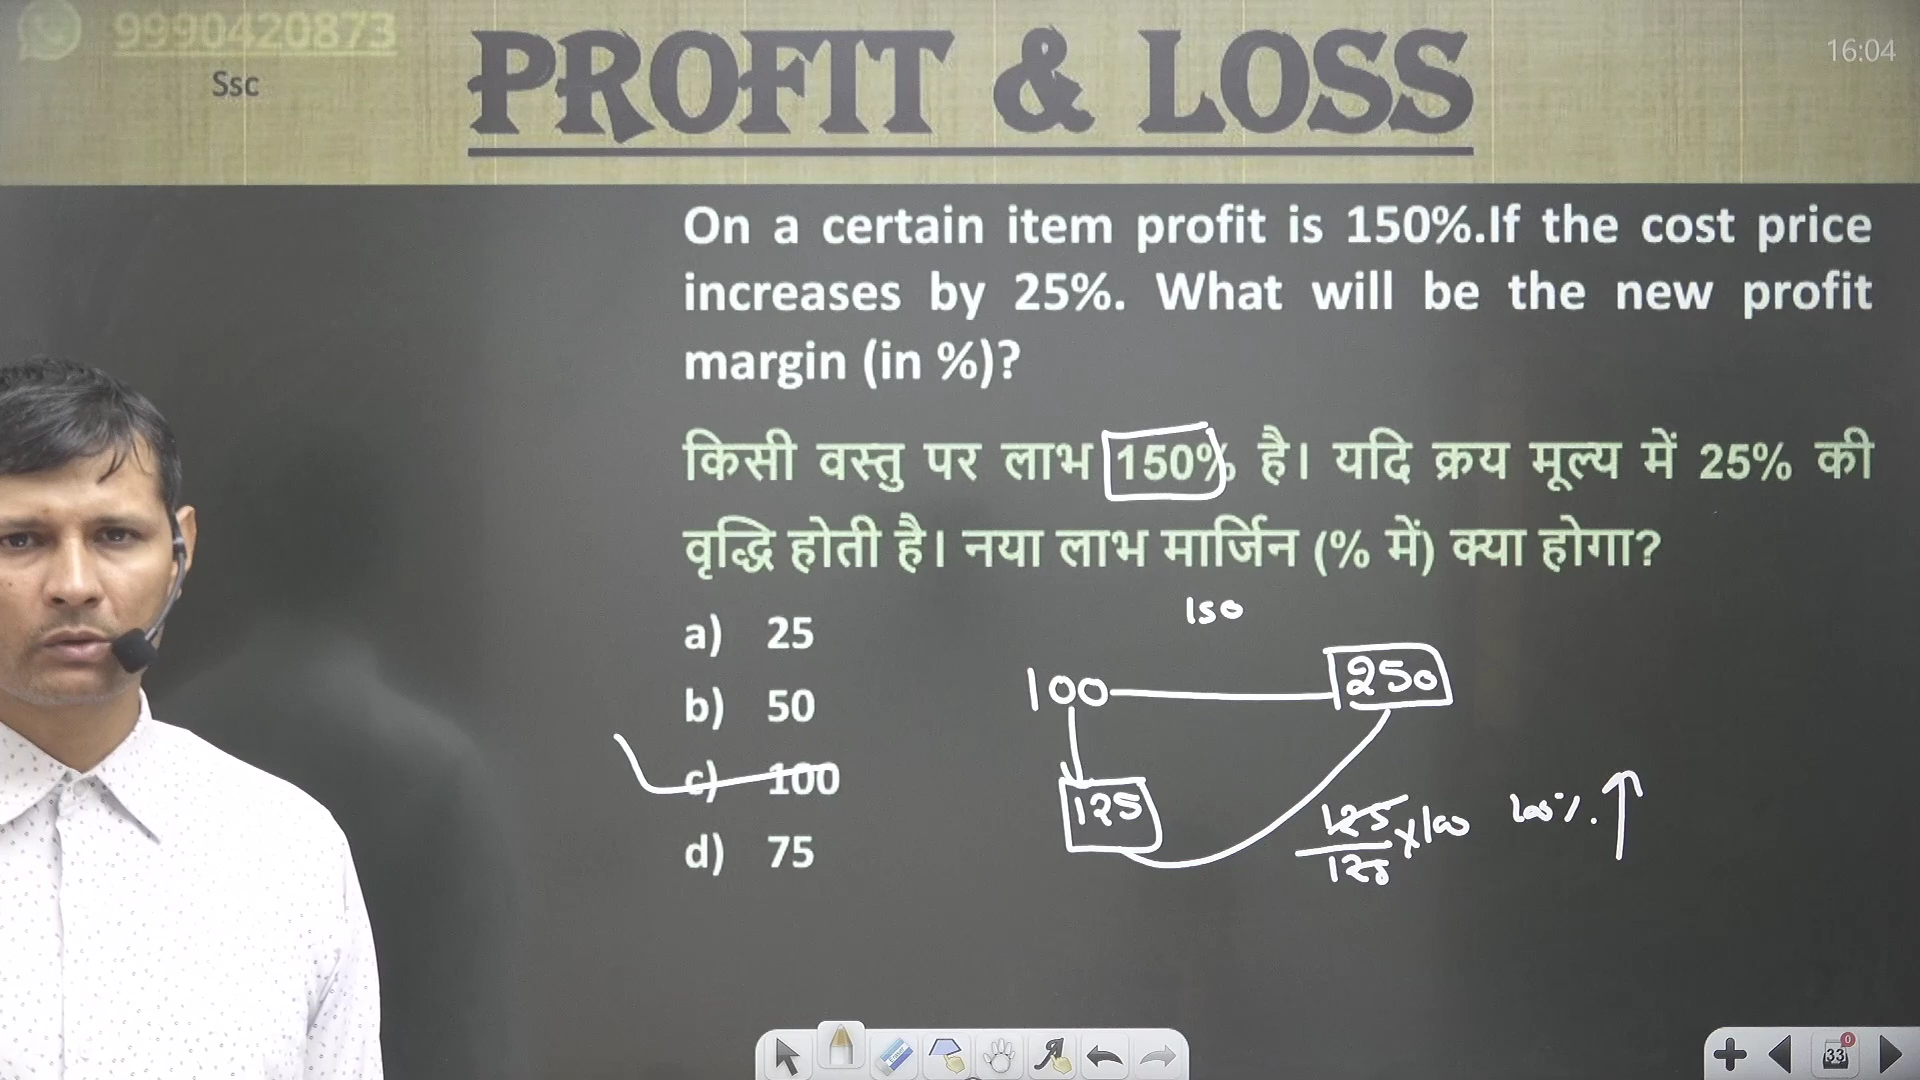 9990420873
Ssc
PROFIT & LOSS
16:04
On a certain item profit is 150%.If the cost price
increases by 25%. What will be the new profit
margin (in %)?
किसी वस्तु पर लाभ 150% है। यदि क्रय मूल्य में 25% की
वृद्धि होती है। नया लाभ मार्जिन (% में) क्या होगा?
a) 25
b) 50
c) 100
d) 75
150
100
250
125
125
125
x100
100%.
33
0